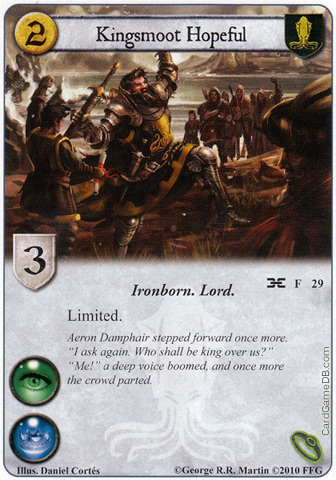 2
Kingsmoot Hopeful
3
Ironborn. Lord.
F 29
Limited.
Aeron Damphair stepped forward once more.
"I ask again. Who shall be king over us?"
"Me!" a deep voice boomed, and once more
the crowd parted.
CardGameDB.com
Illus. Daniel Cortés
©George R.R. Martin ©2010 FFG